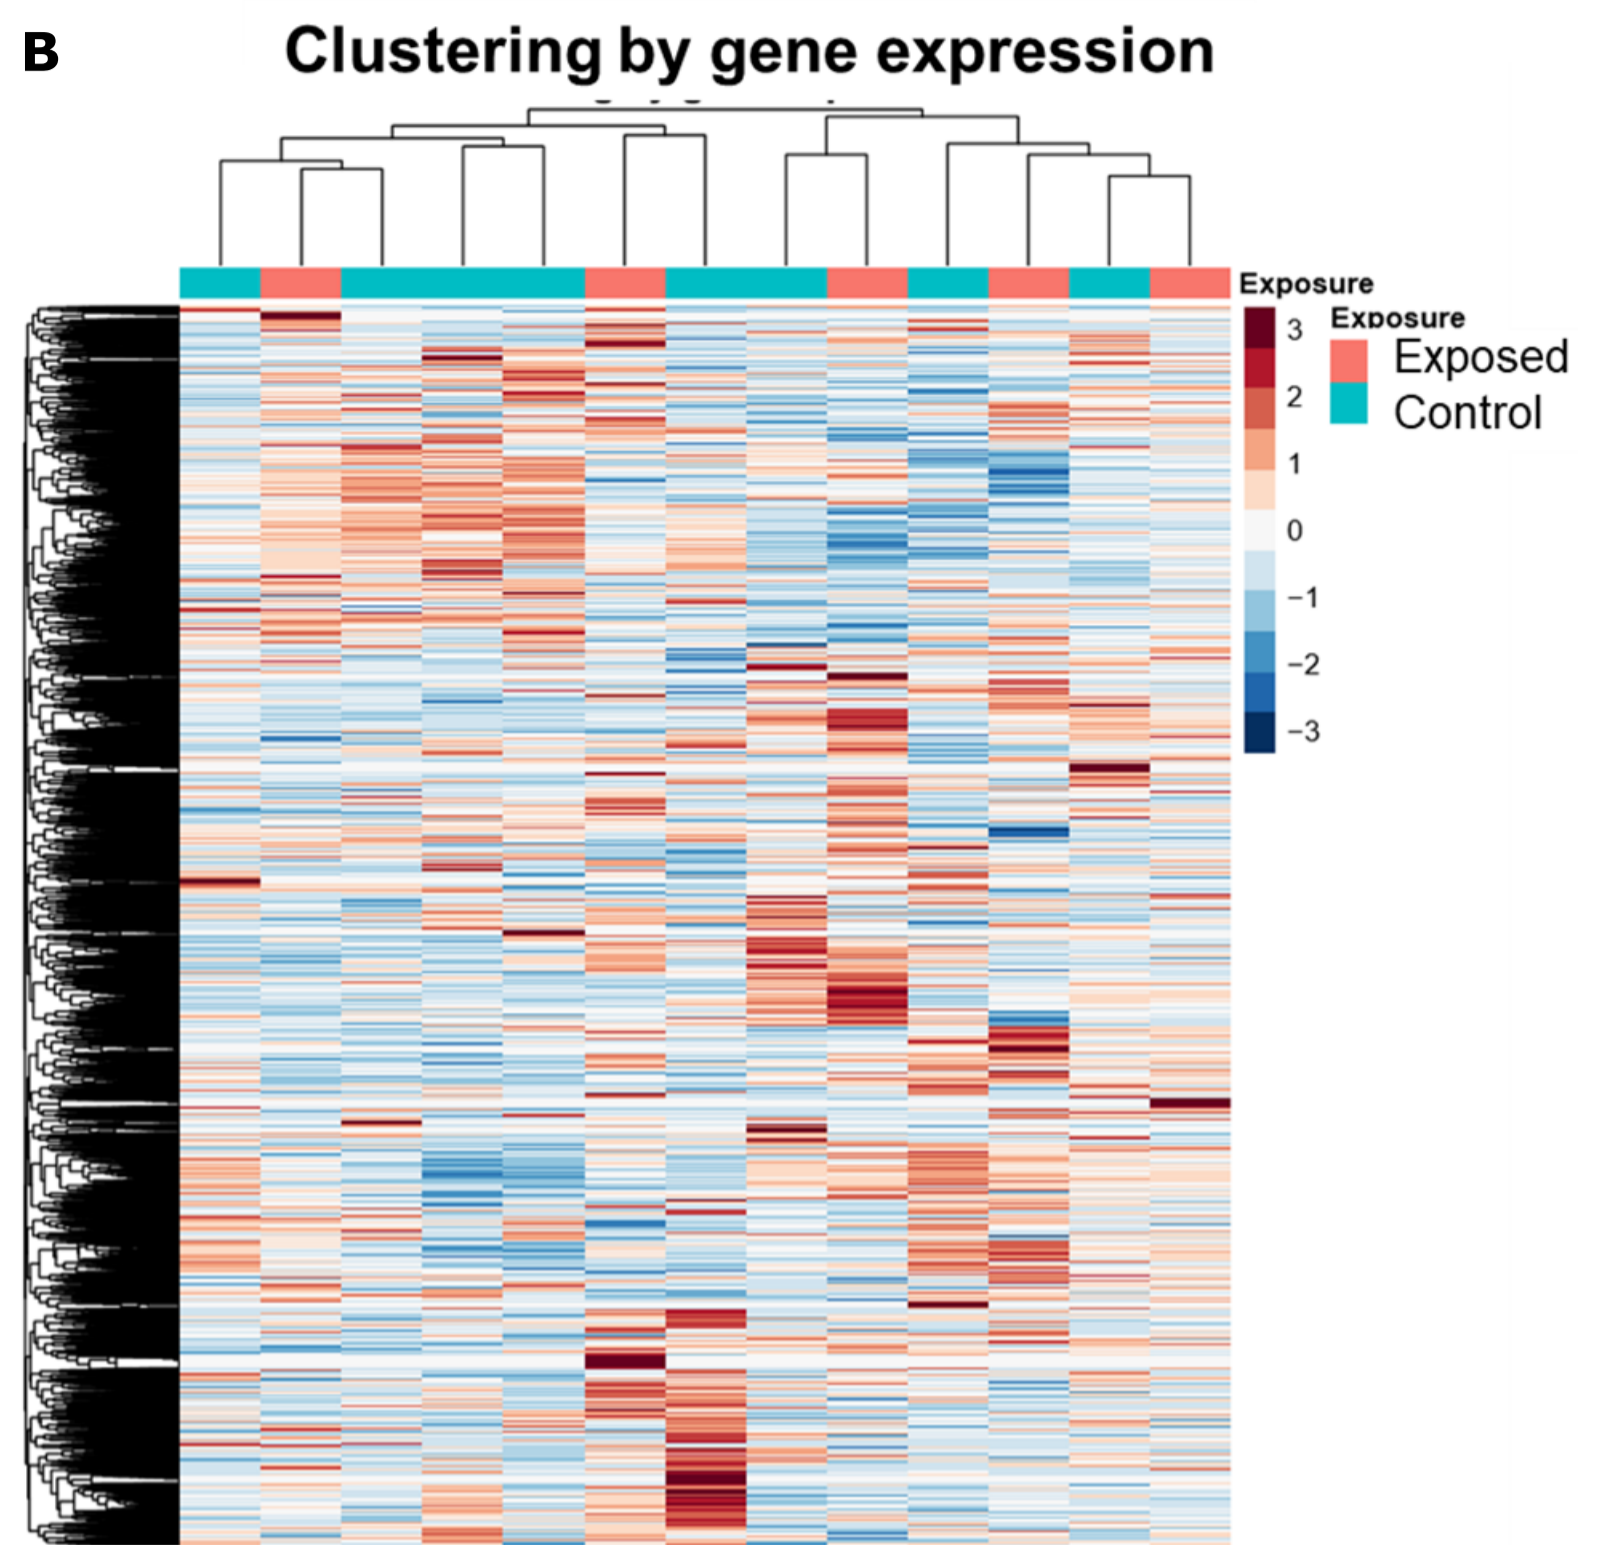 B
Clustering by gene expression
Exposure
3
2
1
0
−1
−2
−3
Exposure
Exposed
Control